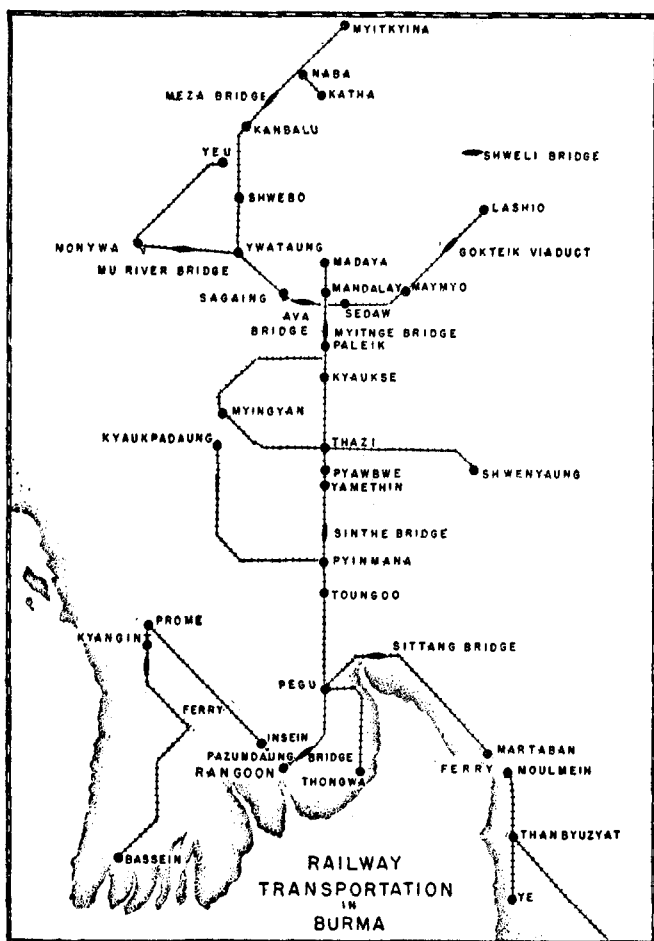 MYITKYINA
NABA
KATHA
MEZA BRIDGE
KANBALU
YEU
SHWELI BRIDGE
SHWEBO
LASHIO
MONYWA
YWATAUNG
GOKTEIK VIADUCT
MU RIVER BRIDGE
MADAYA
SAGAING
MANDALAY
MAYMYO
AVA
BRIDGE
SEDAW
MYITNGE BRIDGE
PALEIK
KYAUKSE
MYINGYAN
KYAUKPADAUNG
THAZI
PYAWBWE
SHWENYAUNG
YAMETHIN
SINTHE BRIDGE
PYINMANA
TOUNGOO
PROME
KYANGIN
SITTANG BRIDGE
PEGU
FERRY
INSEIN
PAZUNDAUNG BRIDGE
RANGOON
THONGWA
MARTABAN
FERRY
MOULMEIN
THANBYUZYAT
BASSEIN
YE
RAILWAY
TRANSPORTATION
IN
BURMA